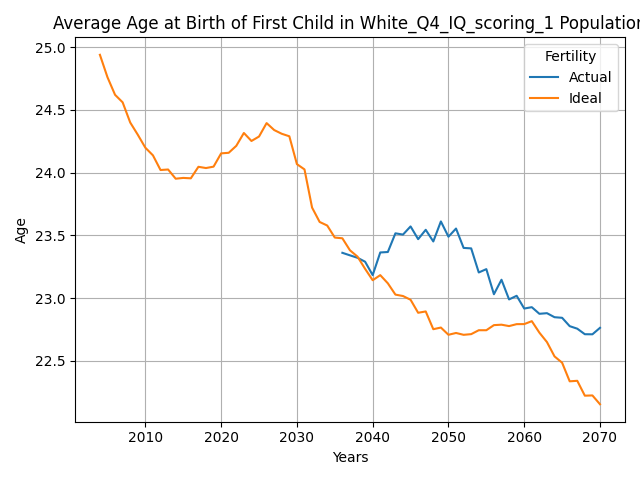 Average Age at Birth of First Child in White_Q4_IQ_scoring_1 Population
25.0
24.5
24.0
23.5
23.0
22.5
Age
Fertility
Actual
Ideal
2010 2020 2030 2040 2050 2060 2070
Years